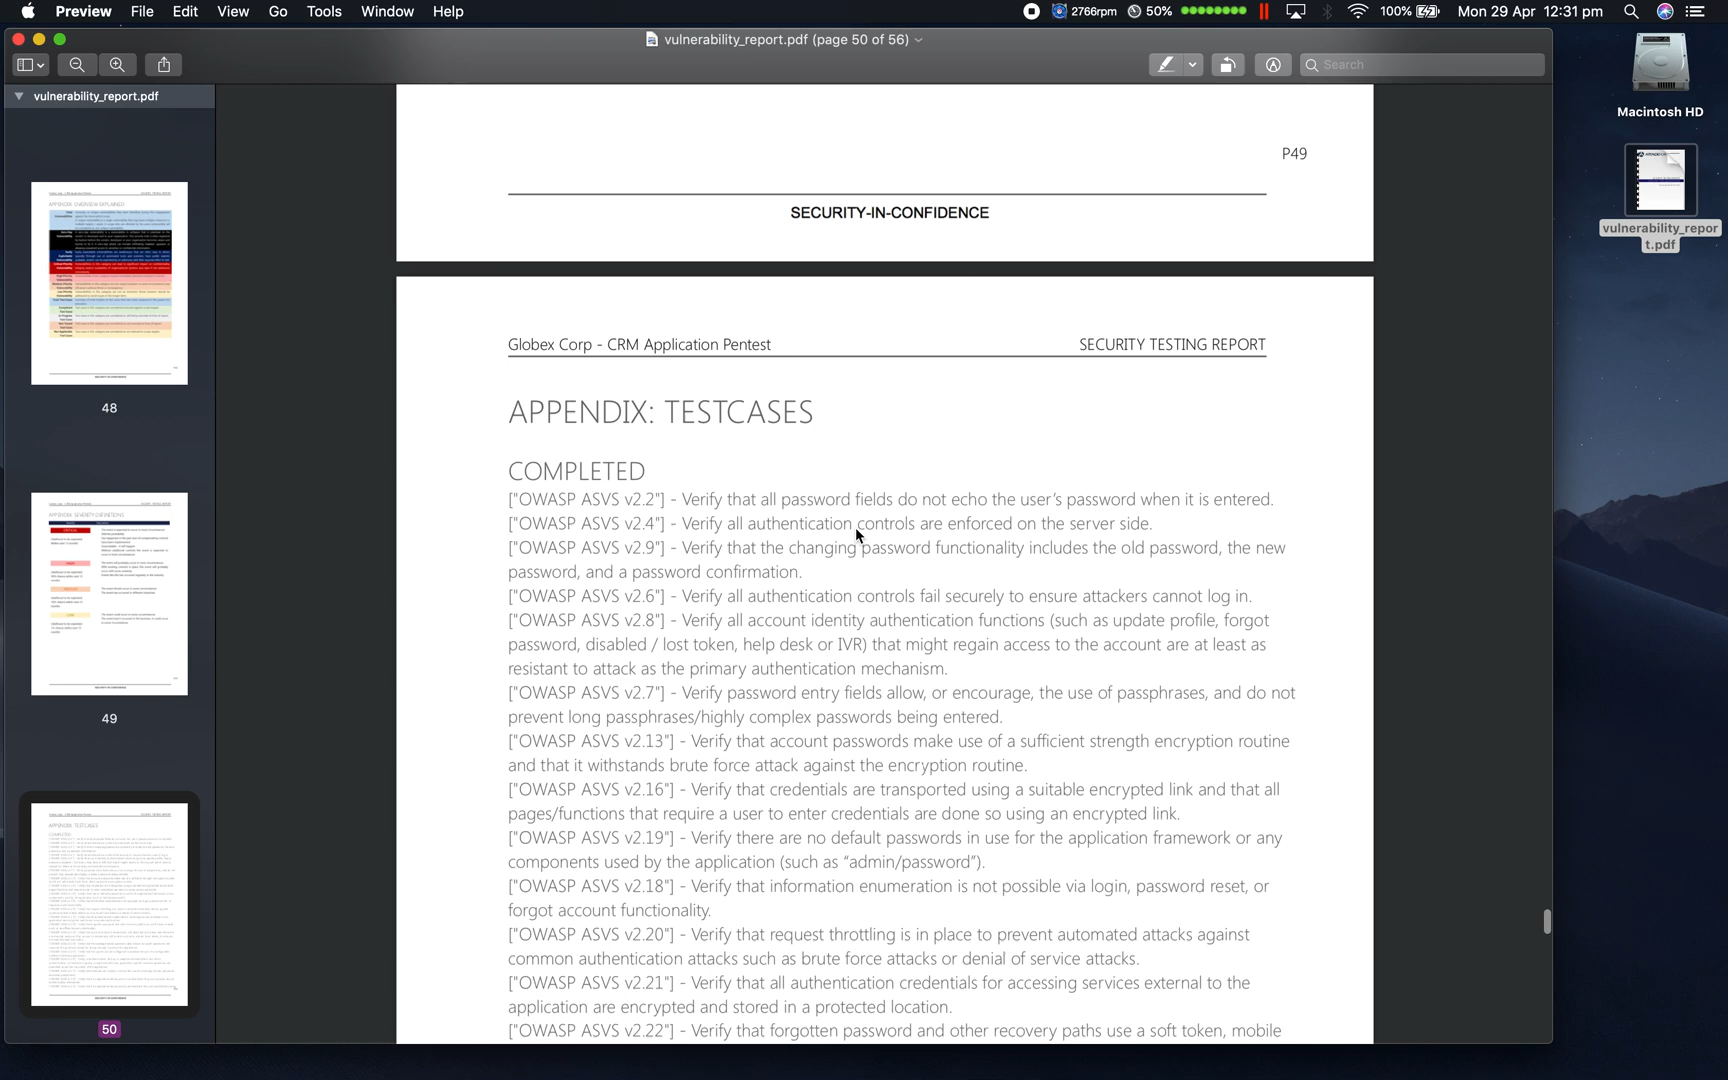 Preview File Edit View Go Tools Window Help
2766rpm 50% 100% Mon 29 Apr 12:31 pm
vulnerability_report.pdf (page 50 of 56)
Search
vulnerability_report.pdf
48
49
50
P49
SECURITY-IN-CONFIDENCE
Globex Corp - CRM Application Pentest SECURITY TESTING REPORT
APPENDIX: TESTCASES
COMPLETED
["OWASP ASVS v2.2"] - Verify that all password fields do not echo the user’s password when it is entered.
["OWASP ASVS v2.4"] - Verify all authentication controls are enforced on the server side.
["OWASP ASVS v2.9"] - Verify that the changing password functionality includes the old password, the new
password, and a password confirmation.
["OWASP ASVS v2.6"] - Verify all authentication controls fail securely to ensure attackers cannot log in.
["OWASP ASVS v2.8"] - Verify all account identity authentication functions (such as update profile, forgot
password, disabled / lost token, help desk or IVR) that might regain access to the account are at least as
resistant to attack as the primary authentication mechanism.
["OWASP ASVS v2.7"] - Verify password entry fields allow, or encourage, the use of passphrases, and do not
prevent long passphrases/highly complex passwords being entered.
["OWASP ASVS v2.13"] - Verify that account passwords make use of a sufficient strength encryption routine
and that it withstands brute force attack against the encryption routine.
["OWASP ASVS v2.16"] - Verify that credentials are transported using a suitable encrypted link and that all
pages/functions that require a user to enter credentials are done so using an encrypted link.
["OWASP ASVS v2.19"] - Verify there are no default passwords in use for the application framework or any
components used by the application (such as “admin/password”).
["OWASP ASVS v2.18"] - Verify that information enumeration is not possible via login, password reset, or
forgot account functionality.
["OWASP ASVS v2.20"] - Verify that request throttling is in place to prevent automated attacks against
common authentication attacks such as brute force attacks or denial of service attacks.
["OWASP ASVS v2.21"] - Verify that all authentication credentials for accessing services external to the
application are encrypted and stored in a protected location.
["OWASP ASVS v2.22"] - Verify that forgotten password and other recovery paths use a soft token, mobile
Macintosh HD
vulnerability_repor
t.pdf